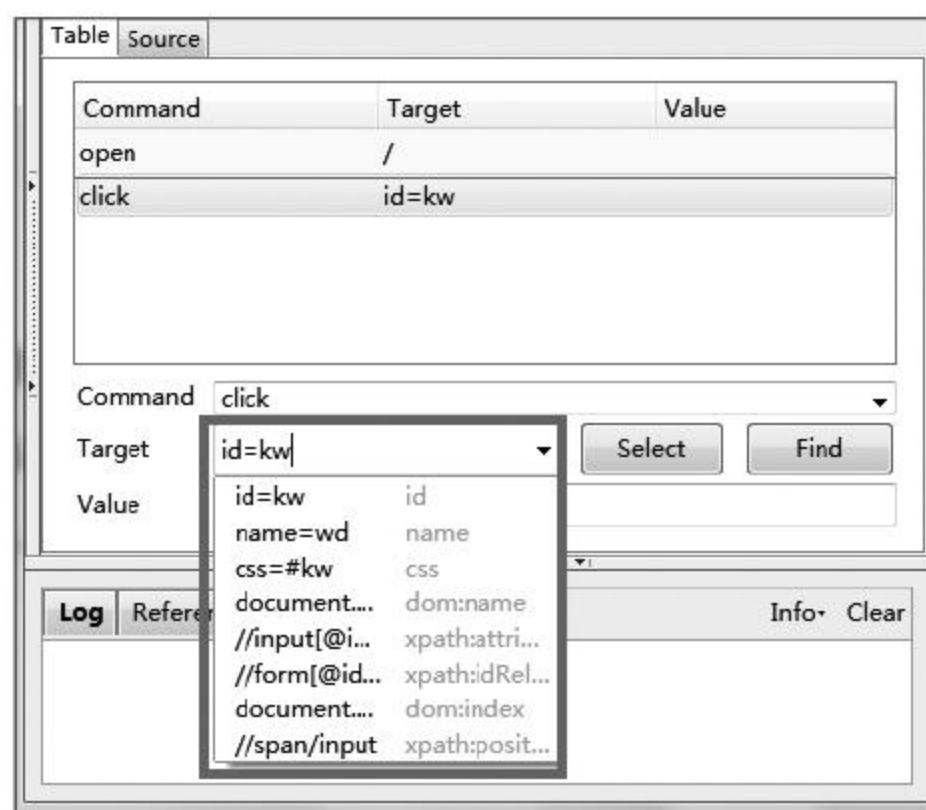 Table Source
Command Target Value
open /
click id=kw
Command click
Target id=kw Select Find
Value
id=kw id
name=wd name
css=#kw css
document.... dom:name
//input[@i... xpath:attri...
//form[@id... xpath:idRel...
document.... dom:index
//span/input xpath:posit...
Log Refere Info Clear